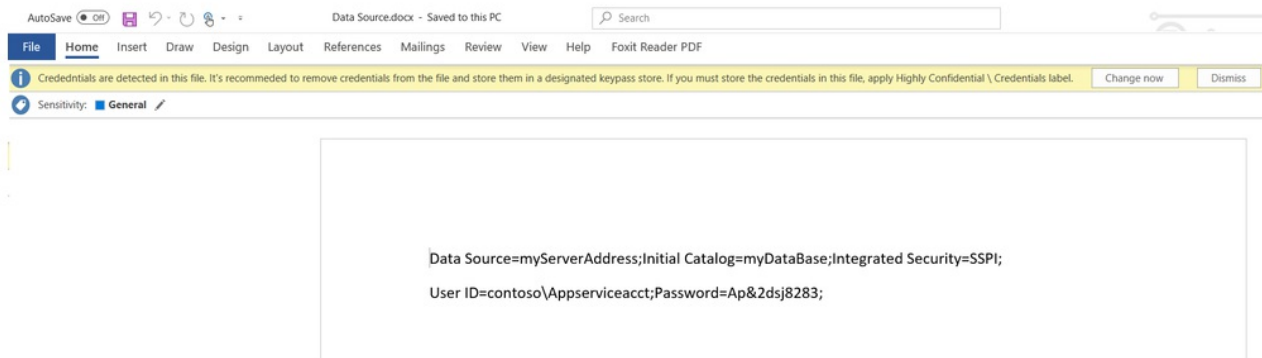 AutoSave Off Data Source.docx - Saved to this PC Search
File Home Insert Draw Design Layout References Mailings Review View Help Foxit Reader PDF
Crededntials are detected in this file. It's recommeded to remove credentials from the file and store them in a designated keypass store. If you must store the credentials in this file, apply Highly Confidential \ Credentials label. Change now Dismiss
Sensitivity: General
Data Source=myServerAddress;Initial Catalog=myDataBase;Integrated Security=SSPI;
User ID=contoso\Appserviceacct;Password=Ap&2dsj8283;